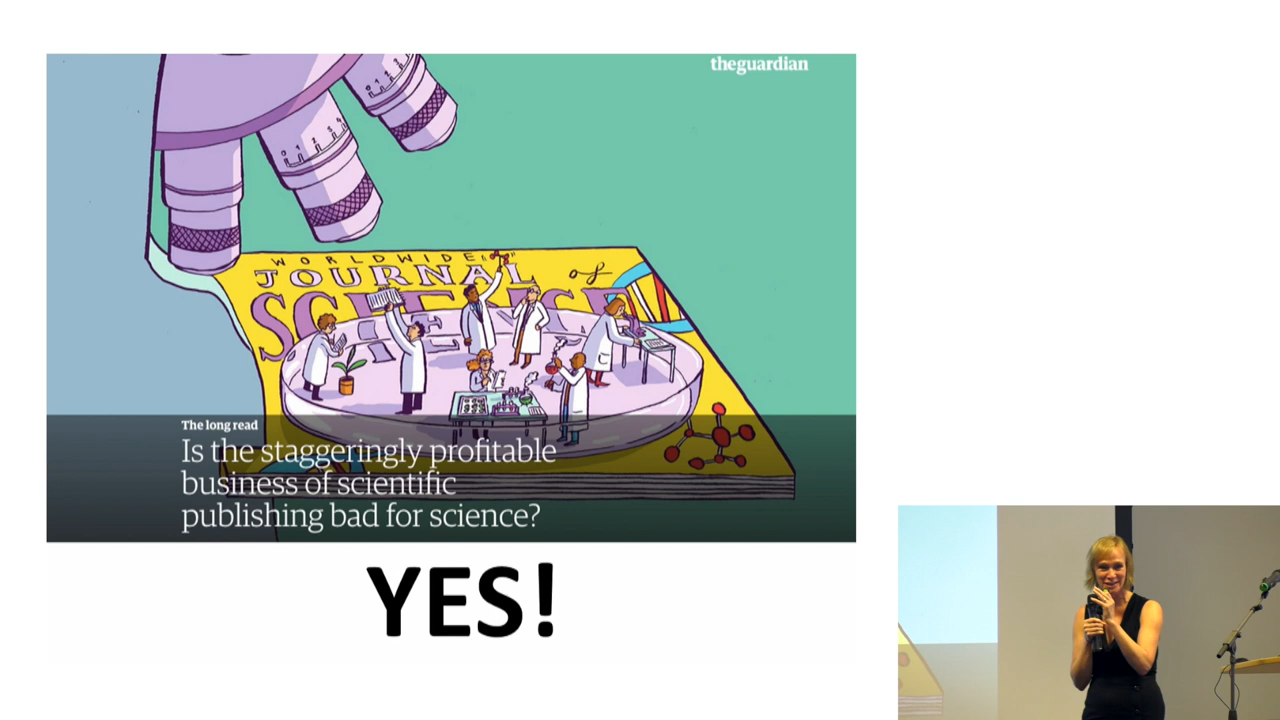 theguardian
WORLDWIDE
JOURNAL of
SCIENCE
The long read
Is the staggeringly profitable
business of scientific
publishing bad for science?
YES!